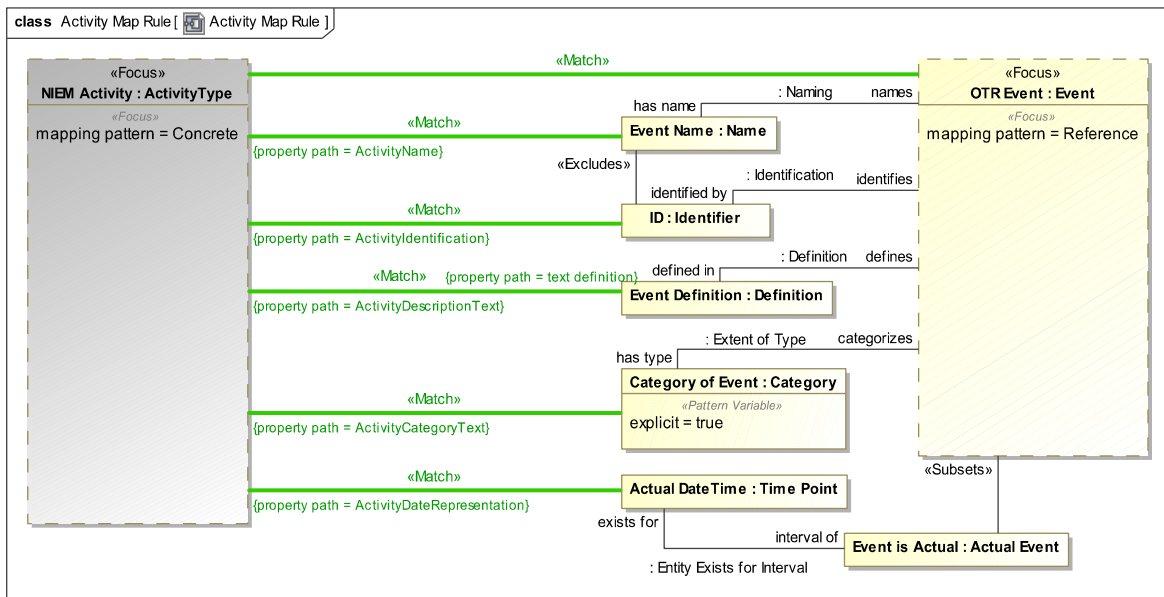 class Activity Map Rule [ Activity Map Rule ]
«Focus»
NIEM Activity : ActivityType
«Focus»
mapping pattern = Concrete
«Match»
«Focus»
OTR Event : Event
«Focus»
mapping pattern = Reference
: Naming
names
has name
«Match»
{property path = ActivityName}
Event Name : Name
«Excludes»
: Identification
identifies
identified by
«Match»
{property path = ActivityIdentification}
ID : Identifier
: Definition
defines
defined in
«Match»
{property path = text definition}
{property path = ActivityDescriptionText}
Event Definition : Definition
: Extent of Type
categorizes
has type
Category of Event : Category
«Pattern Variable»
explicit = true
«Match»
{property path = ActivityCategoryText}
«Subsets»
«Match»
{property path = ActivityDateRepresentation}
Actual DateTime : Time Point
exists for
interval of
Event is Actual : Actual Event
: Entity Exists for Interval